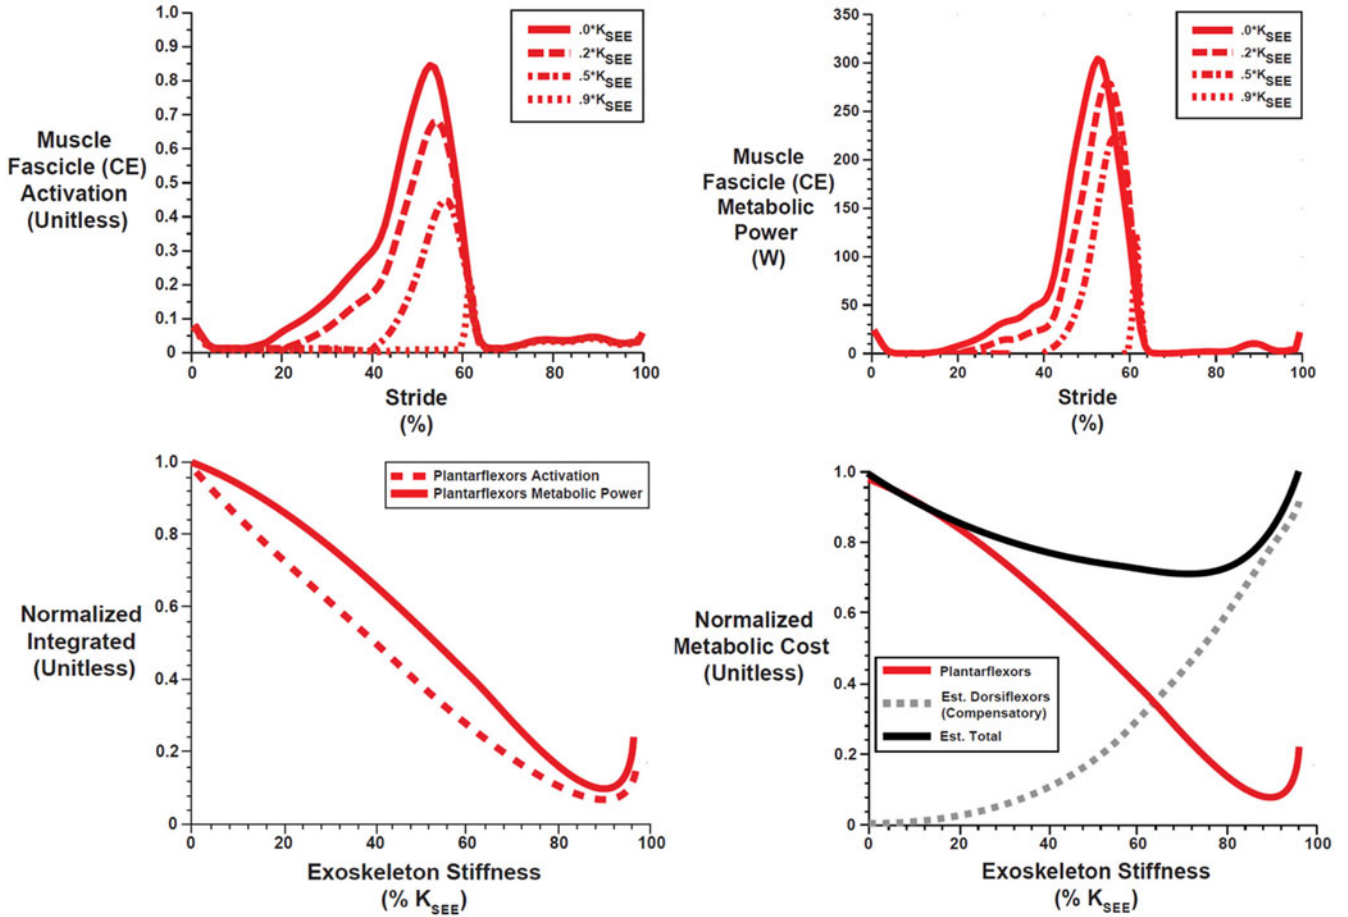 1.0
0.9
0.8
0.7
0.6
0.5
0.4
0.3
0.2
0.1
0
Muscle
Fascicle (CE)
Activation
(Unitless)
.0*KSEE
.2*KSEE
.5*KSEE
.9*KSEE
0 20 40 60 80 100
Stride
(%)
350
300
250
200
150
100
50
0
Muscle
Fascicle (CE)
Metabolic
Power
(W)
.0*KSEE
.2*KSEE
.5*KSEE
.9*KSEE
0 20 40 60 80 100
Stride
(%)
1.0
0.8
0.6
0.4
0.2
0
Normalized
Integrated
(Unitless)
Plantarflexors Activation
Plantarflexors Metabolic Power
0 20 40 60 80 100
Exoskeleton Stiffness
(% KSEE)
1.0
0.8
0.6
0.4
0.2
0
Normalized
Metabolic Cost
(Unitless)
Plantarflexors
Est. Dorsiflexors
(Compensatory)
Est. Total
0 20 40 60 80 100
Exoskeleton Stiffness
(% KSEE)